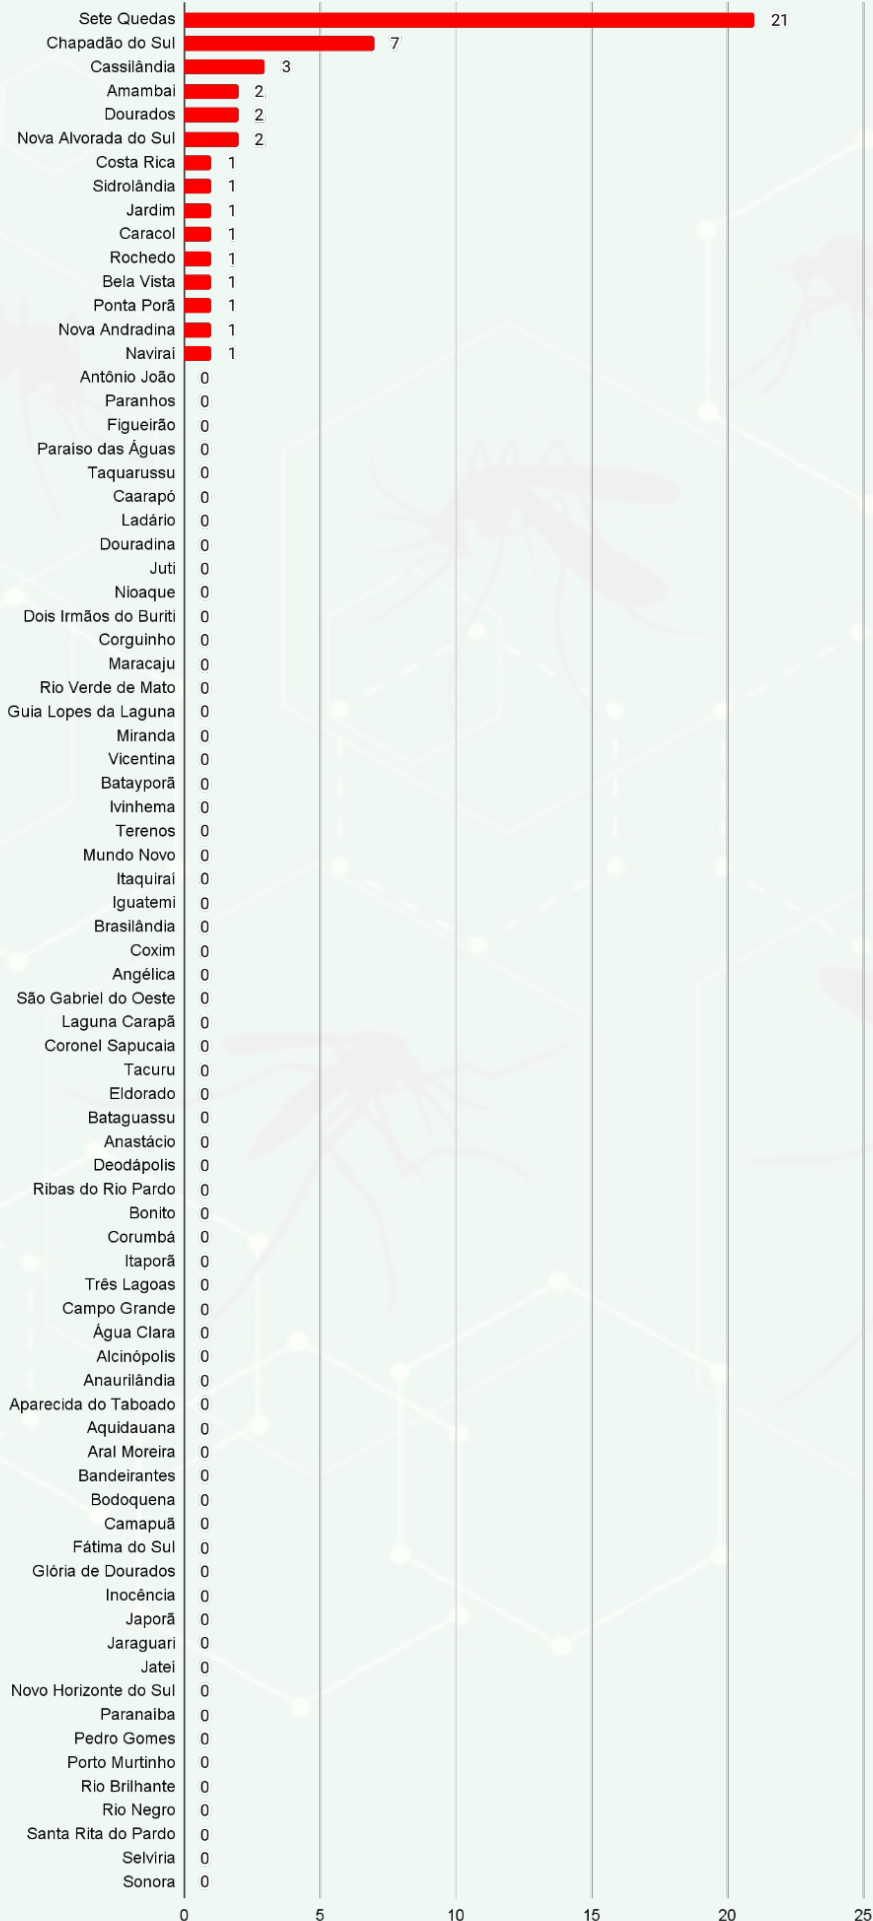 Sete Quedas 21
Chapadão do Sul 7
Cassilândia 3
Amambai 2
Dourados 2
Nova Alvorada do Sul 2
Costa Rica 1
Sidrolândia 1
Jardim 1
Caracol 1
Rochedo 1
Bela Vista 1
Ponta Porã 1
Nova Andradina 1
Naviraí 1
Antônio João 0
Paranhos 0
Figueirão 0
Paraíso das Águas 0
Taquarussu 0
Caarapó 0
Ladário 0
Douradina 0
Juti 0
Nioaque 0
Dois Irmãos do Buriti 0
Corguinho 0
Maracaju 0
Rio Verde de Mato 0
Guia Lopes da Laguna 0
Miranda 0
Vicentina 0
Batayporã 0
Ivinhema 0
Terenos 0
Mundo Novo 0
Itaquiraí 0
Iguatemi 0
Brasilândia 0
Coxim 0
Angélica 0
São Gabriel do Oeste 0
Laguna Carapã 0
Coronel Sapucaia 0
Tacuru 0
Eldorado 0
Bataguassu 0
Anastácio 0
Deodápolis 0
Ribas do Rio Pardo 0
Bonito 0
Corumbá 0
Itaporã 0
Três Lagoas 0
Campo Grande 0
Água Clara 0
Alcinópolis 0
Anaurilândia 0
Aparecida do Taboado 0
Aquidauana 0
Aral Moreira 0
Bandeirantes 0
Bodoquena 0
Camapuã 0
Fátima do Sul 0
Glória de Dourados 0
Inocência 0
Japorã 0
Jaraguari 0
Jateí 0
Novo Horizonte do Sul 0
Paranaíba 0
Pedro Gomes 0
Porto Murtinho 0
Rio Brilhante 0
Rio Negro 0
Santa Rita do Pardo 0
Selvíria 0
Sonora 0
0 5 10 15 20 25